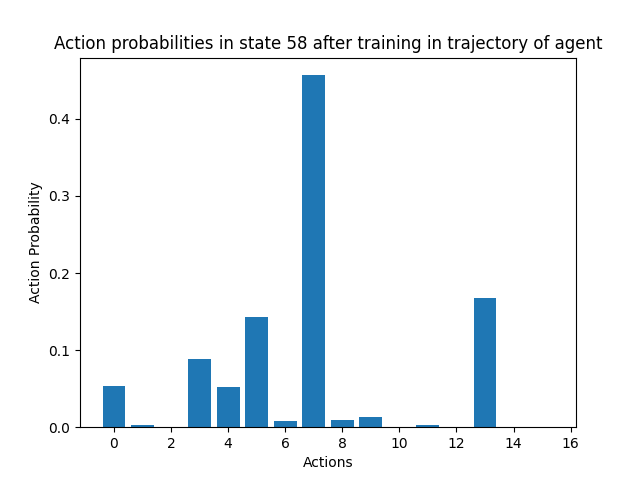 Action probabilities in state 58 after training in trajectory of agent
Action Probability
0.4
0.3
0.2
0.1
0.0
0 2 4 6 8 10 12 14 16
Actions